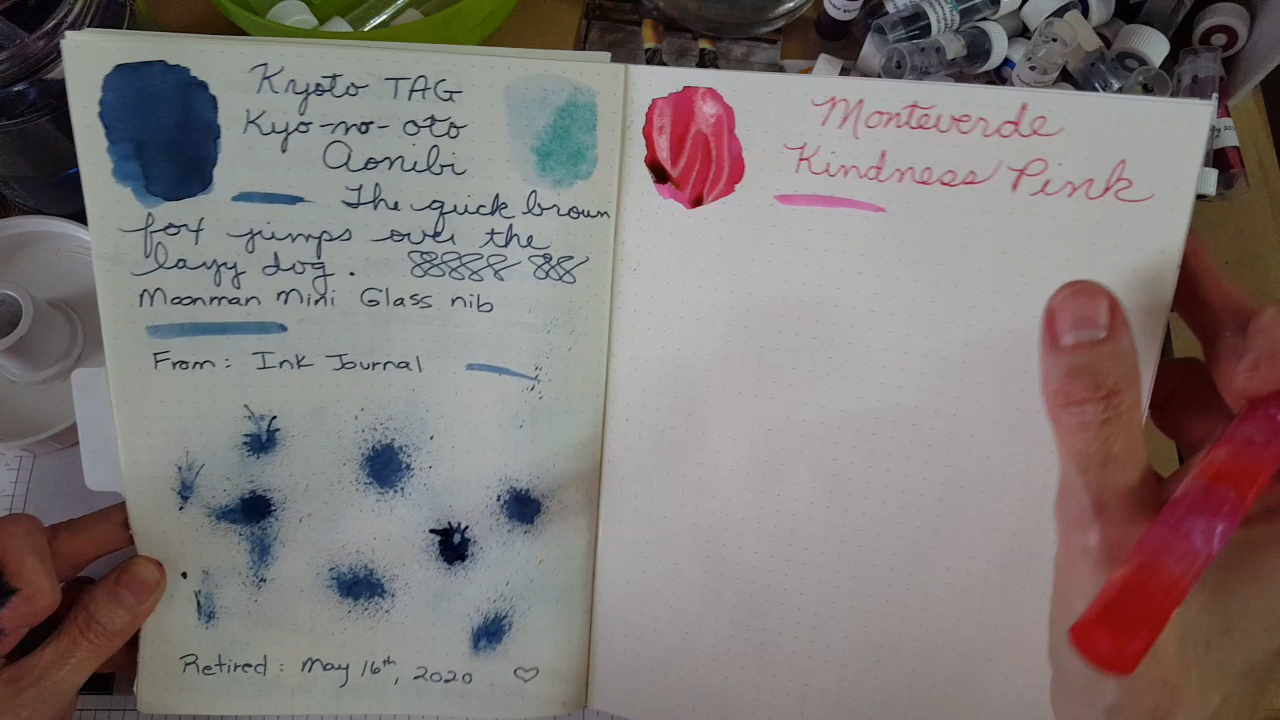 Kyoto TAG
Kyo-no-oto
Aonibi
The quick brown
fox jumps over the
lazy dog. 88888 888
Moonman Mini Glass nib
From: Ink Journal
Retired: May 16th, 2020 ♡
Monteverde
Kindness Pink